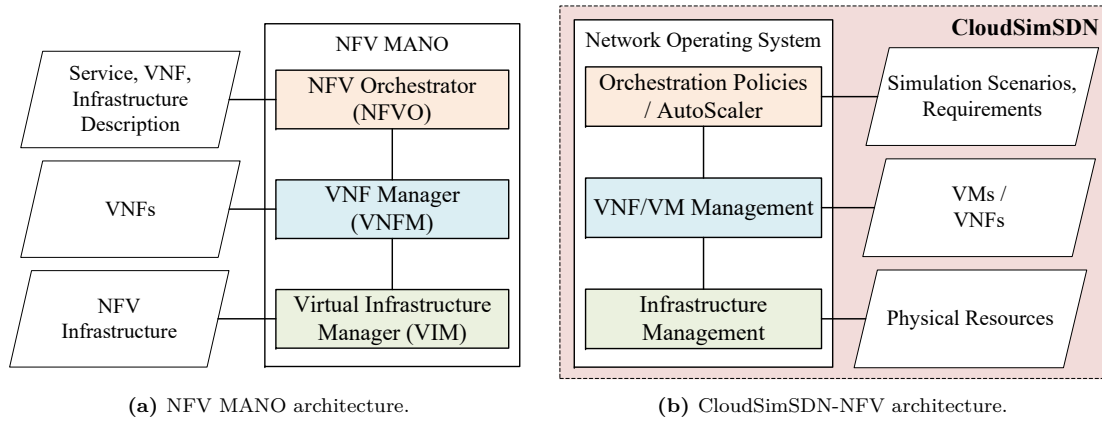 NFV MANO
Service, VNF,
Infrastructure
Description
NFV Orchestrator
(NFVO)
VNFs
VNF Manager
(VNFM)
NFV
Infrastructure
Virtual Infrastructure
Manager (VIM)
(a) NFV MANO architecture.
CloudSimSDN
Network Operating System
Orchestration Policies
/ AutoScaler
Simulation Scenarios,
Requirements
VNF/VM Management
VMs /
VNFs
Infrastructure
Management
Physical Resources
(b) CloudSimSDN-NFV architecture.